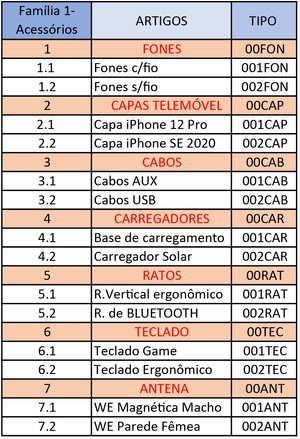 Família 1- ARTIGOS TIPO
Acessórios
1 FONES 00FON
1.1 Fones c/fio 001FON
1.2 Fones s/fio 002FON
2 CAPAS TELEMÓVEL 00CAP
2.1 Capa iPhone 12 Pro 001CAP
2.2 Capa iPhone SE 2020 002CAP
3 CABOS 00CAB
3.1 Cabos AUX 001CAB
3.2 Cabos USB 002CAB
4 CARREGADORES 00CAR
4.1 Base de carregamento 001CAR
4.2 Carregador Solar 002CAR
5 RATOS 00RAT
5.1 R.Vertical ergonômico 001RAT
5.2 R. de BLUETOOTH 002RAT
6 TECLADO 00TEC
6.1 Teclado Game 001TEC
6.2 Teclado Ergonômico 002TEC
7 ANTENA 00ANT
7.1 WE Magnética Macho 001ANT
7.2 WE Parede Fêmea 002ANT